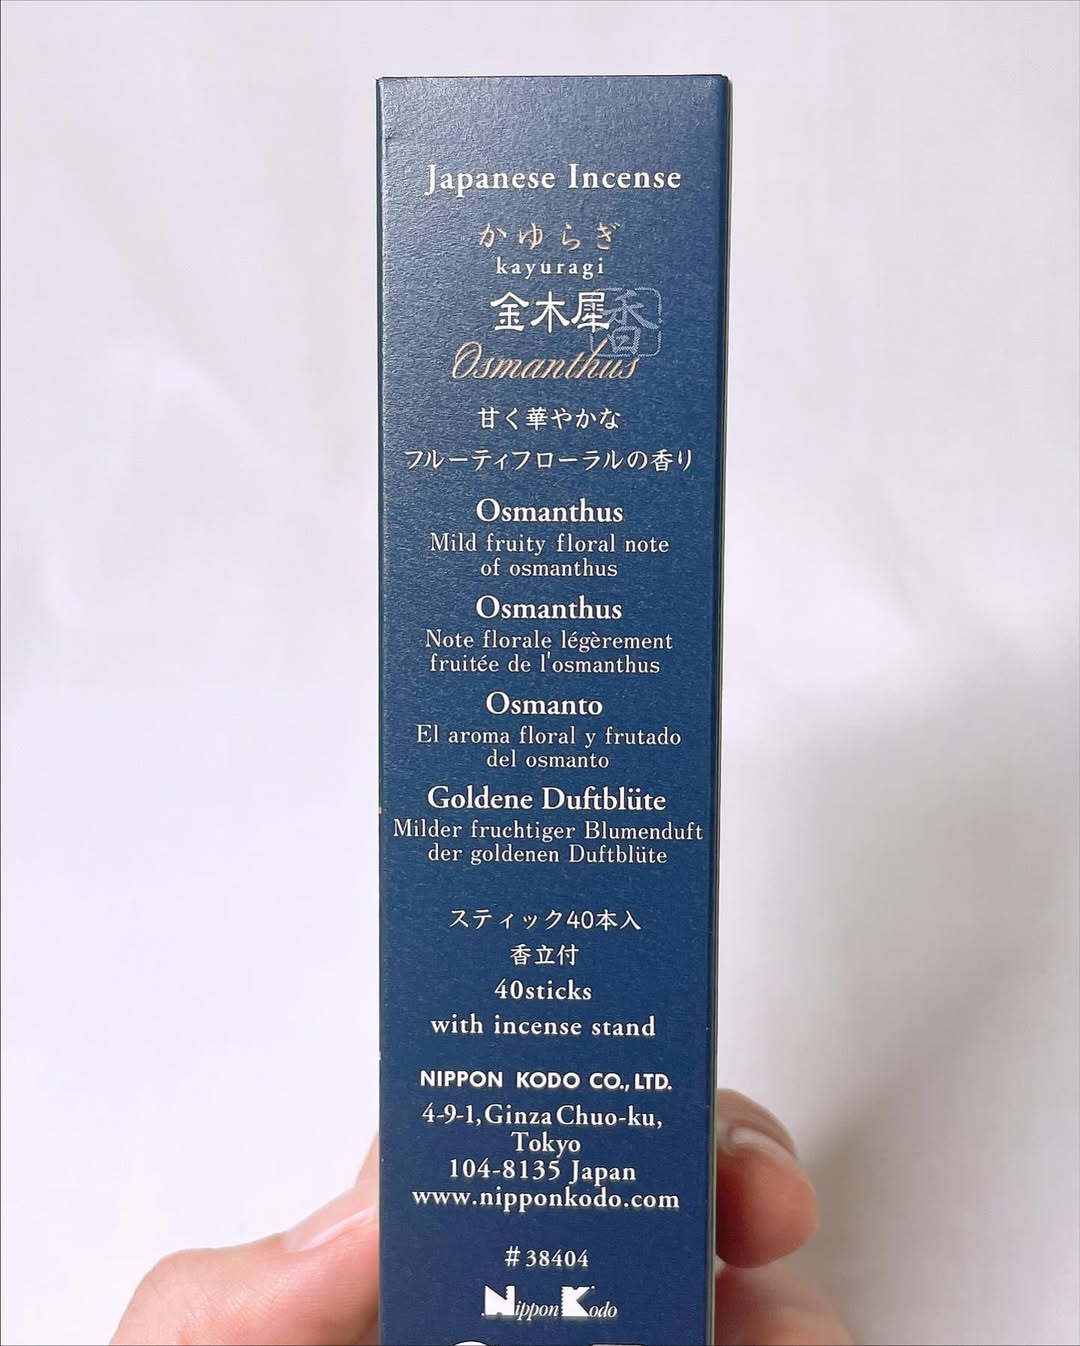 Japanese Incense
かゆらぎ
kayuragi
金木犀
香
Osmanthus
甘く華やかな
フルーティフローラルの香り
Osmanthus
Mild fruity floral note
of osmanthus
Osmanthus
Note florale légèrement
fruitée de l'osmanthus
Osmanto
El aroma floral y frutado
del osmanto
Goldene Duftblüte
Milder fruchtiger Blumenduft
der goldenen Duftblüte
スティック40本入
香立付
40sticks
with incense stand
NIPPON KODO CO., LTD.
4-9-1, Ginza Chuo-ku,
Tokyo
104-8135 Japan
www.nipponkodo.com
#38404
Nippon Kodo